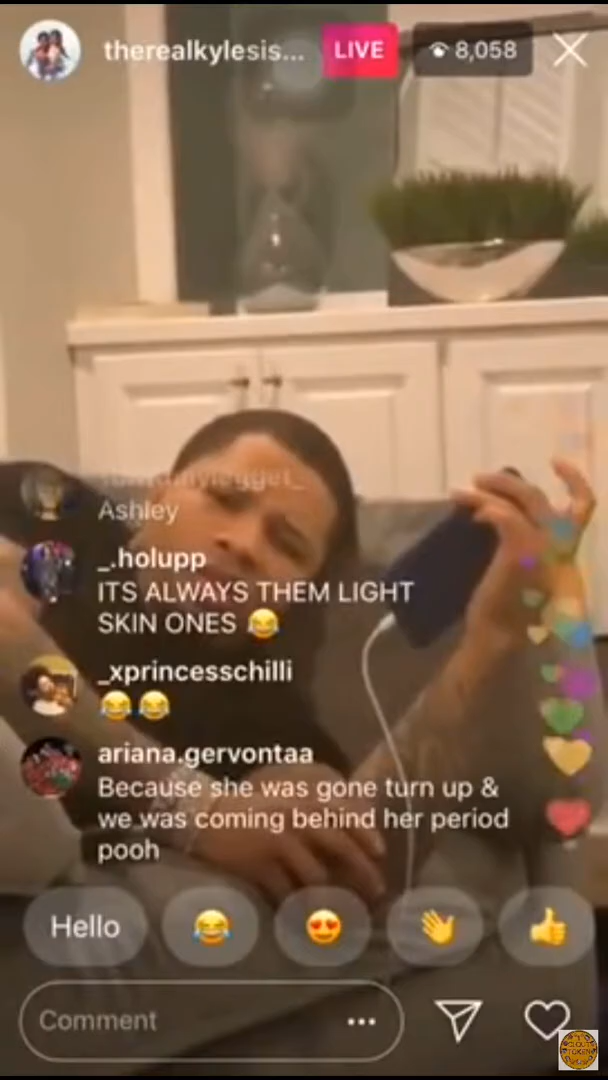 therealkylesis... LIVE 8,058
Ashley
_.holupp
ITS ALWAYS THEM LIGHT
SKIN ONES 😂
_xprincesschilli
😂😂
ariana.gervontaa
Because she was gone turn up &
we was coming behind her period
pooh
Hello 😂 😍 👋 👍
Comment ...